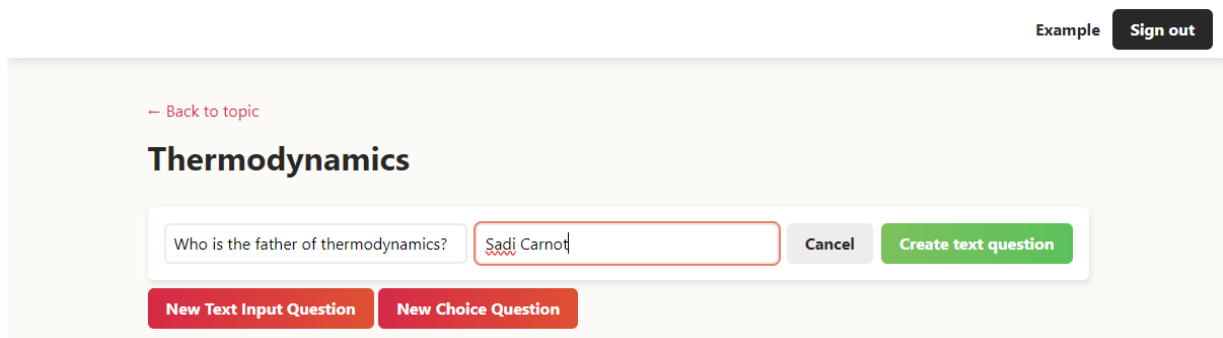 Example Sign out
← Back to topic
Thermodynamics
Who is the father of thermodynamics? Sadi Carnot Cancel Create text question
New Text Input Question New Choice Question